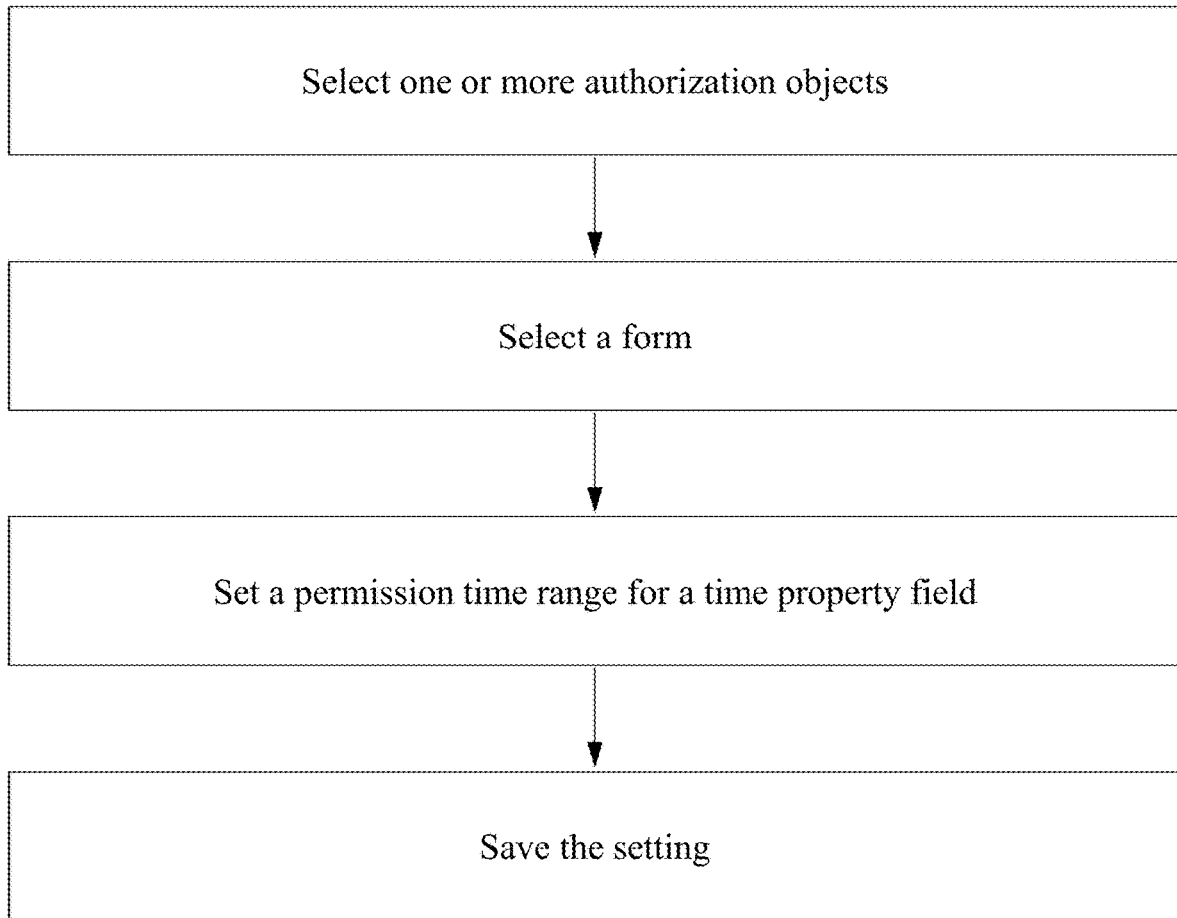 Select one or more authorization objects
Select a form
Set a permission time range for a time property field
Save the setting